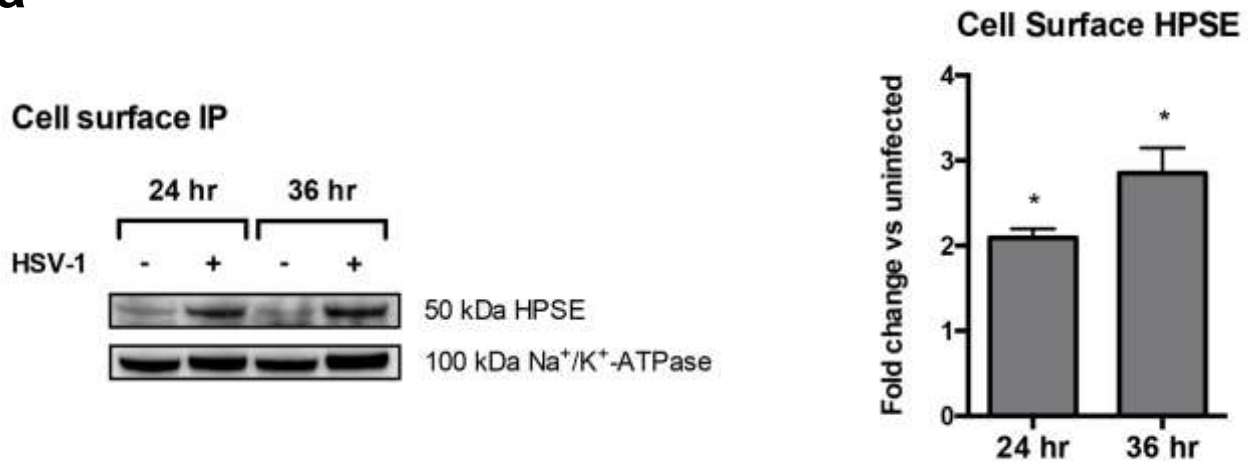 Cell surface IP
24 hr 36 hr
HSV-1 - + - +
50 kDa HPSE
100 kDa Na⁺/K⁺-ATPase
Cell Surface HPSE
Fold change vs uninfected
4
3
2
1
0
*
*
24 hr 36 hr